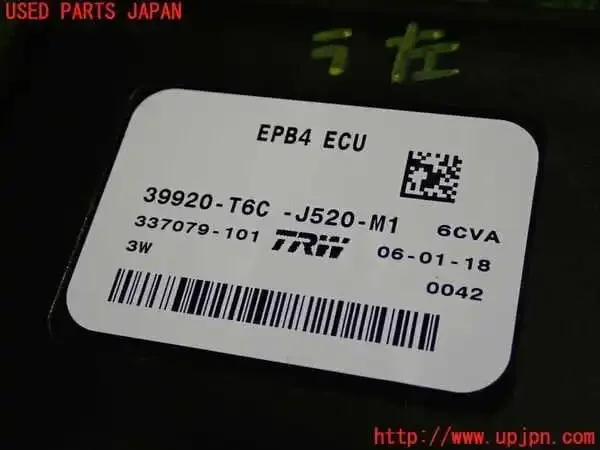 USED PARTS JAPAN
ラ左
EPB4 ECU
39920-T6C -J520-M1
6CVA
337079-101 TRW 06-01-18
3W
0042
http://www.upjpn.com/